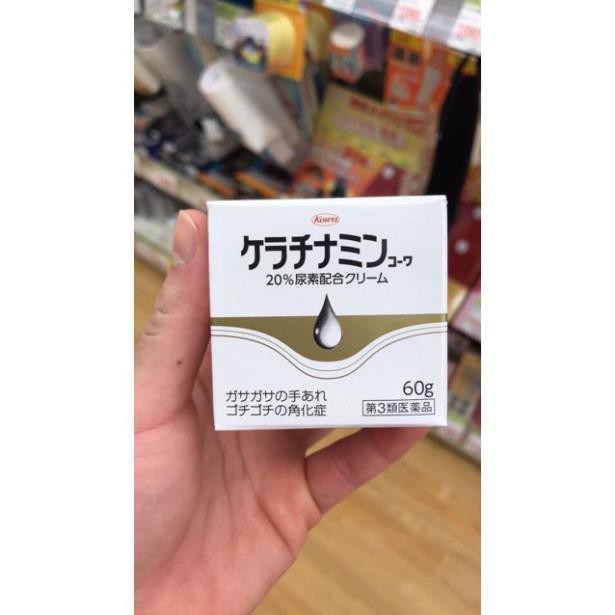 Kowa
ケラチナミンコーワ
20%尿素配合クリーム
ガサガサの手あれ
ゴチゴチの角化症
60g
第3類医薬品